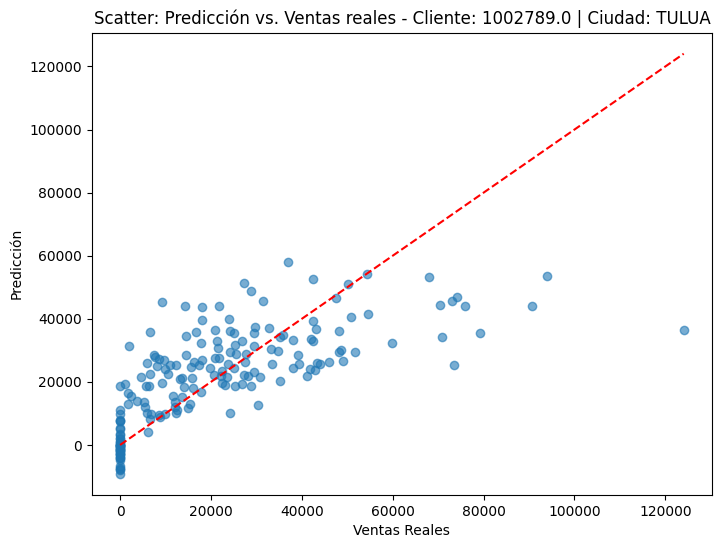 Scatter: Predicción vs. Ventas reales - Cliente: 1002789.0 | Ciudad: TULUA
120000
100000
80000
60000
40000
20000
0
Predicción
0 20000 40000 60000 80000 100000 120000
Ventas Reales